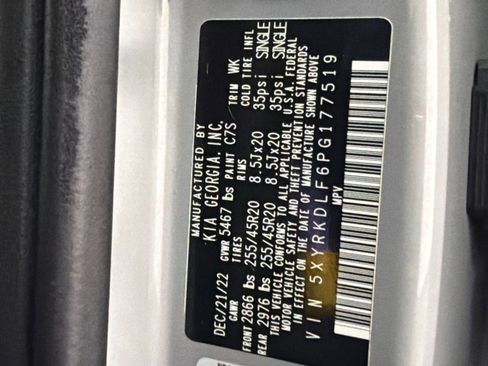 MANUFACTURED BY
KIA GEORGIA, INC.
DEC/21/22 GVWR 5467 lbs PAINT C7S TRIM WK
GAWR TIRES RIMS COLD TIRE INFL
FRONT 2866 lbs 255/45R20 8.5Jx20 35psi SINGLE
REAR 2976 lbs 255/45R20 8.5Jx20 35psi SINGLE
THIS VEHICLE CONFORMS TO ALL APPLICABLE U.S.A. FEDERAL
MOTOR VEHICLE SAFETY AND THEFT PREVENTION STANDARDS
IN EFFECT ON THE DATE OF MANUFACTURE SHOWN ABOVE
VIN 5XYRKDLF6PG177519
MPV